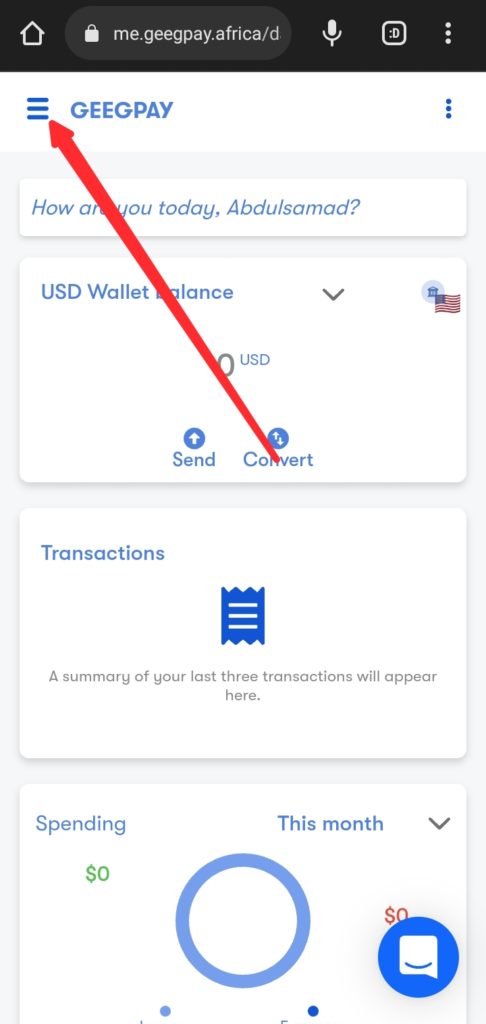 me.geegpay.africa/d
:D
GEEGPAY
How are you today, Abdulsamad?
USD Wallet balance
0 USD
Send Convert
Transactions
A summary of your last three transactions will appear
here.
Spending This month
$0
$0